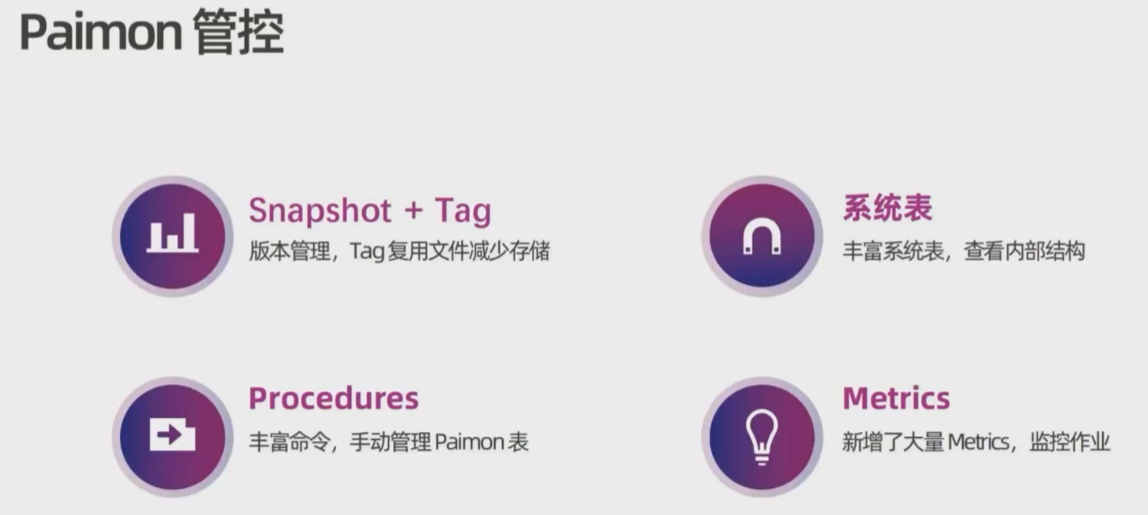 Paimon 管控
Snapshot + Tag
版本管理，Tag 复用文件减少存储
系统表
丰富系统表，查看内部结构
Procedures
丰富命令，手动管理 Paimon 表
Metrics
新增了大量 Metrics，监控作业